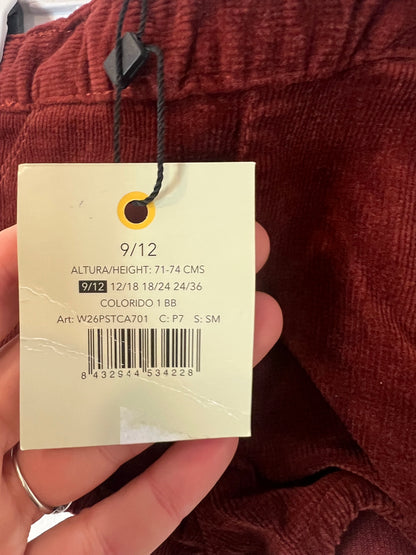 9/12
ALTURA/HEIGHT: 71-74 CMS
9/12 12/18 18/24 24/36
COLORIDO 1 BB
Art: W26PSTCA701 C: P7 S: SM
8 432944 534228